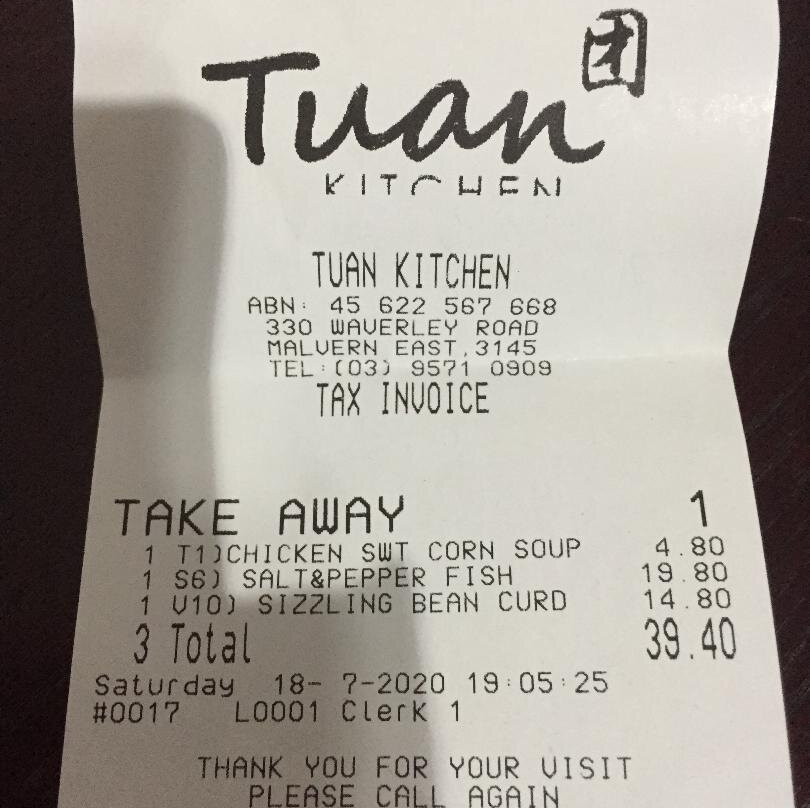 Tuan 团
KITCHEN
TUAN KITCHEN
ABN: 45 622 567 668
330 WAVERLEY ROAD
MALVERN EAST,3145
TEL:(03) 9571 0909
TAX INVOICE
TAKE AWAY 1
1 T1)CHICKEN SWT CORN SOUP 4.80
1 S6) SALT&PEPPER FISH 19.80
1 V10) SIZZLING BEAN CURD 14.80
3 Total 39.40
Saturday 18- 7-2020 19:05:25
#0017 L0001 Clerk 1
THANK YOU FOR YOUR VISIT
PLEASE CALL AGAIN